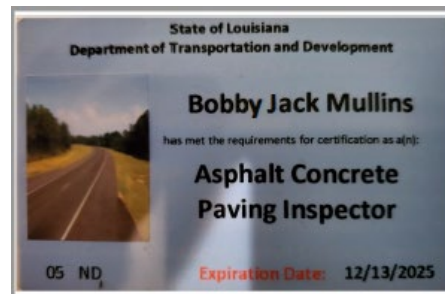 State of Louisiana
Department of Transportation and Development
Bobby Jack Mullins
has met the requirements for certification as a(n):
Asphalt Concrete
Paving Inspector
05 ND
Expiration Date: 12/13/2025